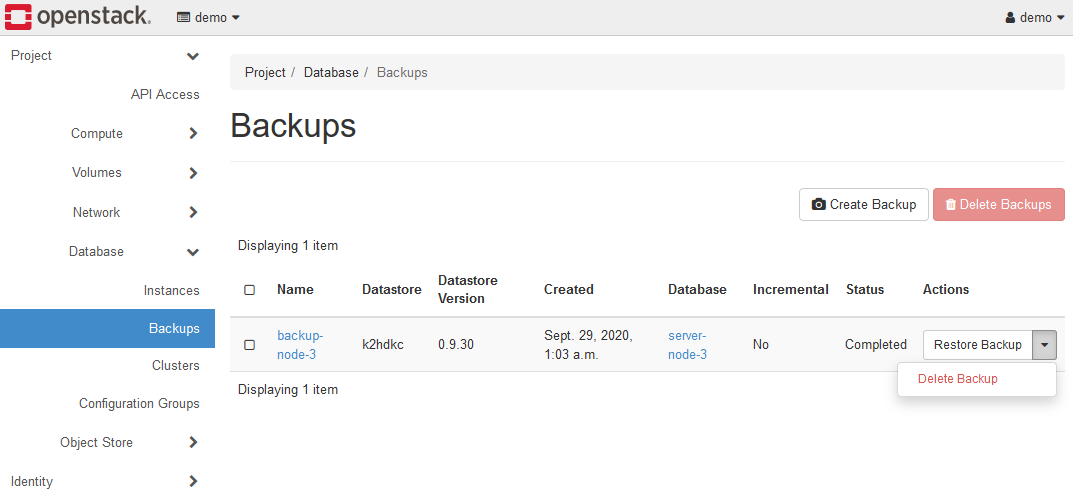 openstack. demo demo
Project
API Access
Compute
Volumes
Network
Database
Instances
Backups
Clusters
Configuration Groups
Object Store
Identity
Project / Database / Backups
Backups
Create Backup Delete Backups
Displaying 1 item
Name Datastore Datastore Version Created Database Incremental Status Actions
backup-node-3 k2hdkc 0.9.30 Sept. 29, 2020, 1:03 a.m. server-node-3 No Completed Restore Backup
Delete Backup
Displaying 1 item